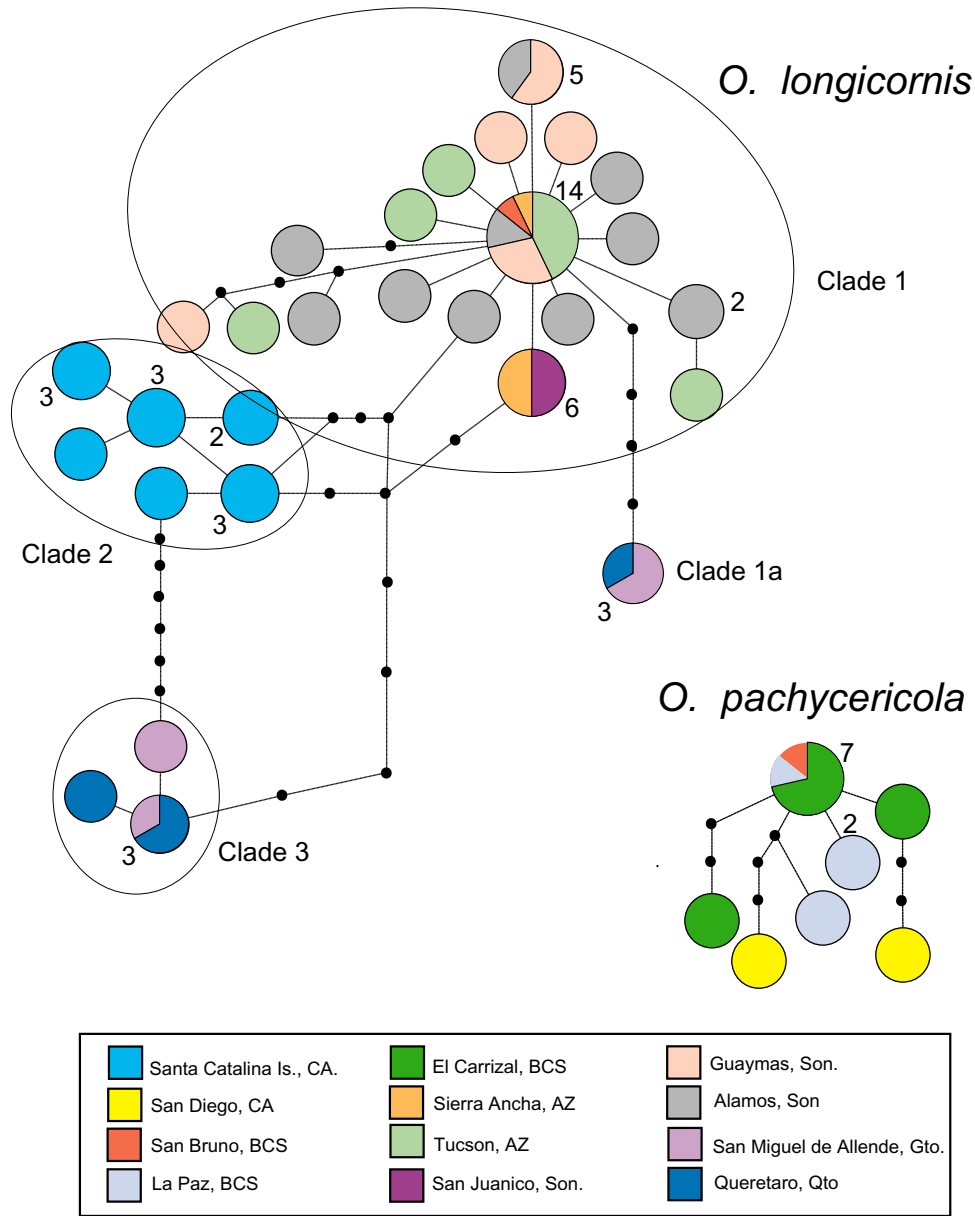 5
O. longicornis
14
Clade 1
2
3
3
2
6
3
Clade 2
Clade 1a
3
O. pachycericola
7
2
3
Clade 3
Santa Catalina Is., CA.
San Diego, CA
San Bruno, BCS
La Paz, BCS
El Carrizal, BCS
Sierra Ancha, AZ
Tucson, AZ
San Juanico, Son.
Guaymas, Son.
Alamos, Son
San Miguel de Allende, Gto.
Queretaro, Qto